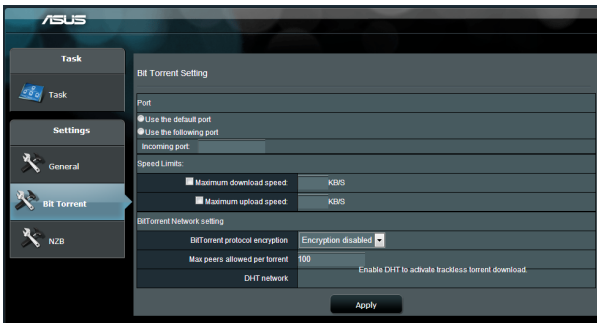 ASUS
Task
Task
Settings
General
Bit Torrent
NZB
Bit Torrent Setting
Port
Use the default port
Use the following port
Incoming port:
Speed Limits:
Maximum download speed: KB/S
Maximum upload speed: KB/S
BitTorrent Network setting
BitTorrent protocol encryption Encryption disabled
Max peers allowed per torrent 100
Enable DHT to activate trackless torrent download.
DHT network
Apply